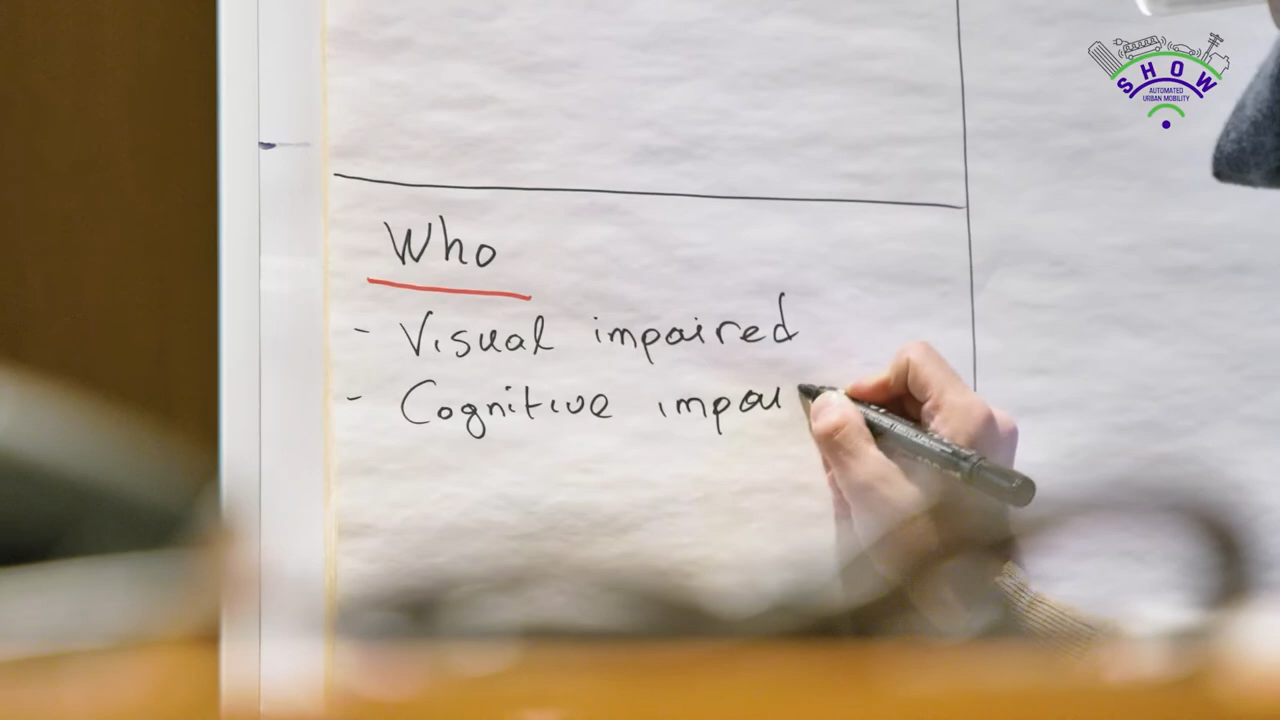 SHOW
AUTOMATED
URBAN MOBILITY
Who
- Visual impaired
- Cognitive impai